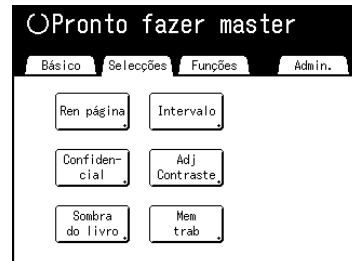 Pronto fazer master
Básico Selecções Funções Admin.
Ren página Intervalo
Confiden-
cial
Adj
Contraste
Sombra
do livro
Mem
trab